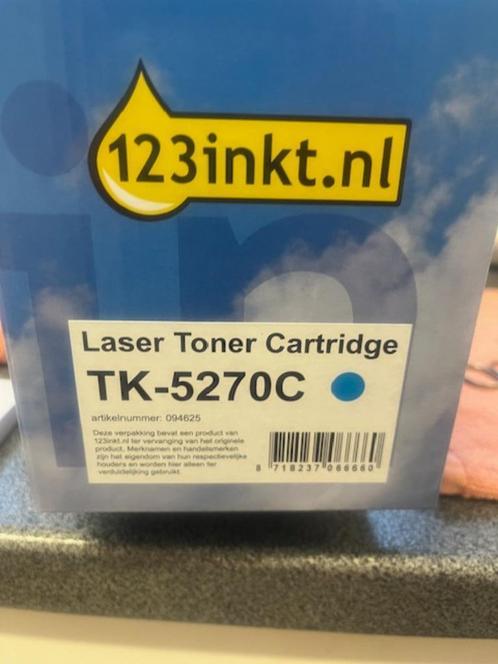 123inkt.nl
Laser Toner Cartridge
TK-5270C
artikelnummer: 094625
Deze verpakking bevat een product van
123inkt.nl ter vervanging van het originele
product. Merknamen en handelsmerken
zijn het eigendom van hun respectievelijke
houders en worden hier alleen ter
verduidelijking gebruikt.
8 718237 066660